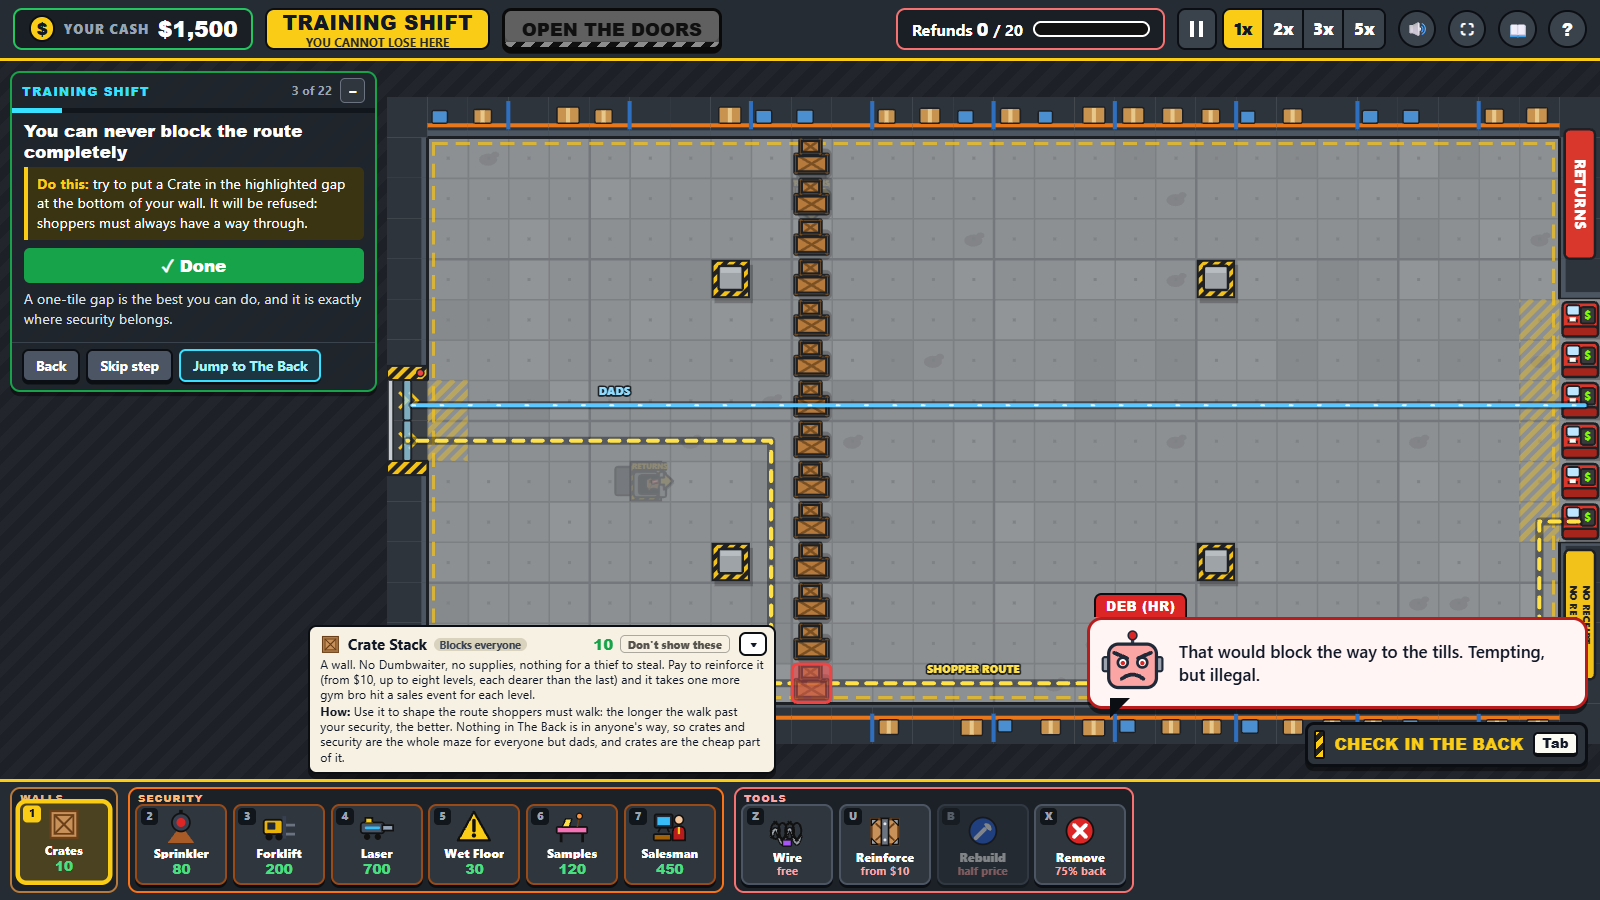 YOUR CASH $1,500
TRAINING SHIFT
YOU CANNOT LOSE HERE
OPEN THE DOORS
Refunds 0 / 20
1x 2x 3x 5x
?
TRAINING SHIFT
3 of 22
You can never block the route
completely
Do this: try to put a Crate in the highlighted gap
at the bottom of your wall. It will be refused:
shoppers must always have a way through.
✓ Done
A one-tile gap is the best you can do, and it is exactly
where security belongs.
Back
Skip step
Jump to The Back
RETURNS
DADS
RETURNS
SHOPPER ROUTE
DEB (HR)
That would block the way to the tills. Tempting,
but illegal.
Crate Stack
Blocks everyone
10
Don't show these
A wall. No Dumbwaiter, no supplies, nothing for a thief to steal. Pay to reinforce it
(from $10, up to eight levels, each dearer than the last) and it takes one more
gym bro hit a sales event for each level.
How: Use it to shape the route shoppers must walk: the longer the walk past
your security, the better. Nothing in The Back is in anyone's way, so crates and
security are the whole maze for everyone but dads, and crates are the cheap part
of it.
CHECK IN THE BACK Tab
WALLS
1
Crates
10
SECURITY
2
Sprinkler
80
3
Forklift
200
4
Laser
700
5
Wet Floor
30
6
Samples
120
7
Salesman
450
TOOLS
Z
Wire
free
U
Reinforce
from $10
B
Rebuild
half price
X
Remove
75% back